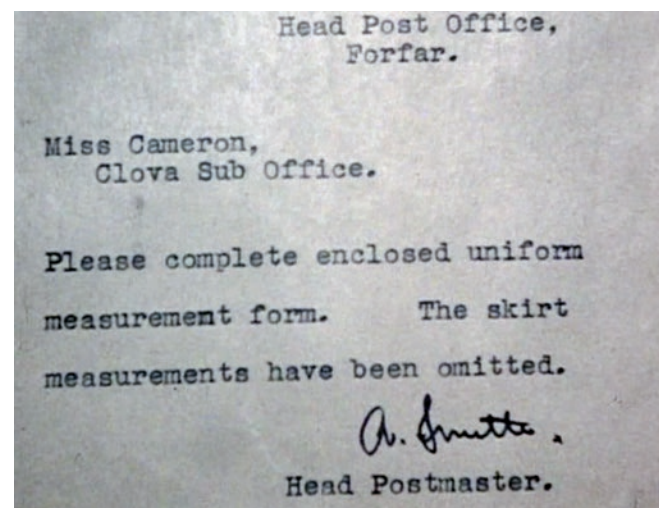 Head Post Office,
Forfar.
Miss Cameron,
Clova Sub Office.
Please complete enclosed uniform
measurement form. The skirt
measurements have been omitted.
A.
Head Postmaster.